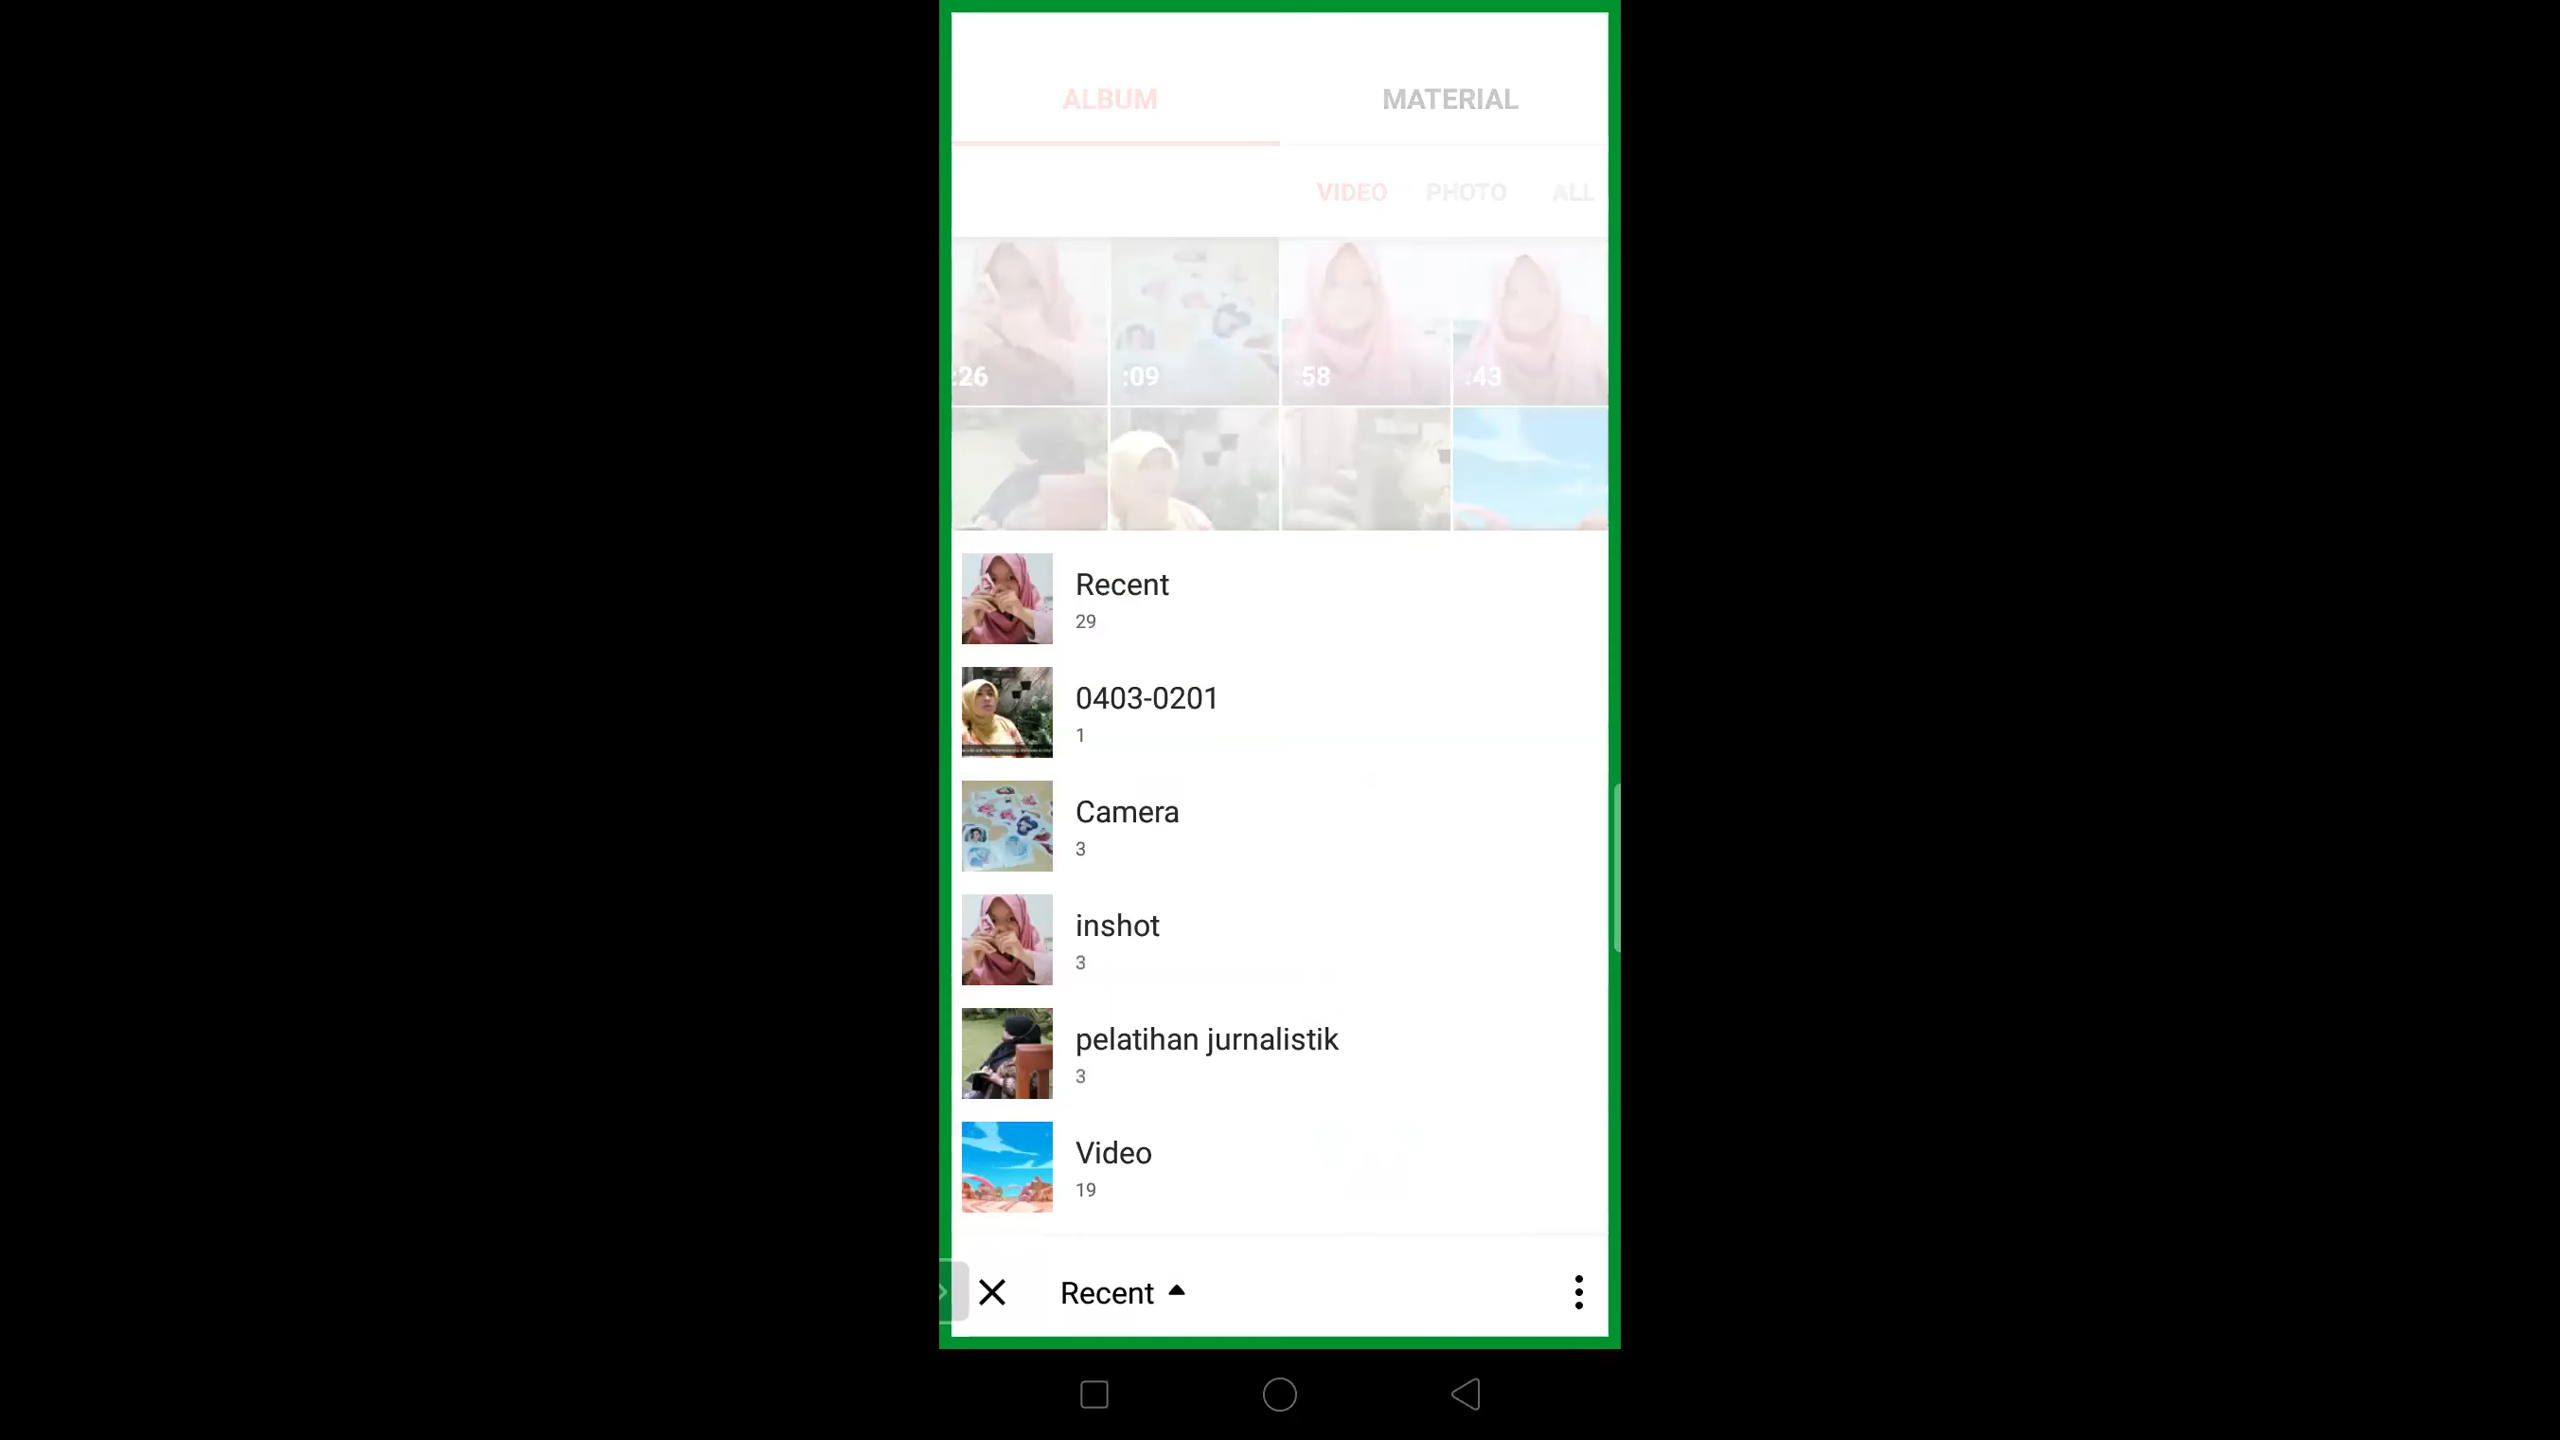 ALBUM MATERIAL
VIDEO PHOTO ALL
:26 :09 :58 :43
Recent
29
0403-0201
1
Camera
3
inshot
3
pelatihan jurnalistik
3
Video
19
Recent